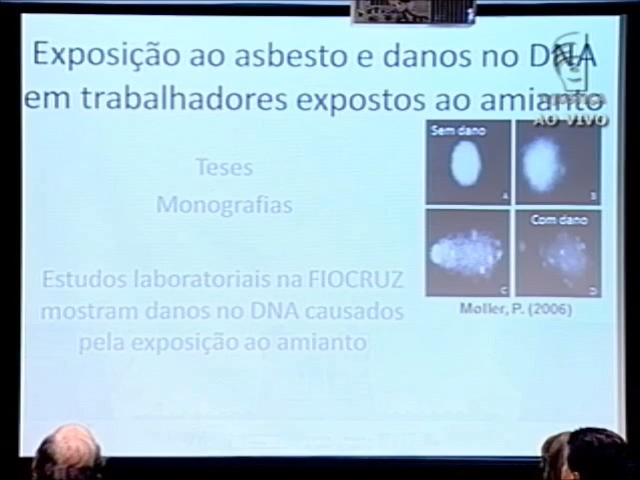 Exposição ao asbesto e danos no DNA
em trabalhadores expostos ao amianto
AO VIVO
Teses
Monografias
Estudos laboratoriais na FIOCRUZ
mostram danos no DNA causados
pela exposição ao amianto
Sem dano
A
B
Com dano
C
D
Møller, P. (2006)